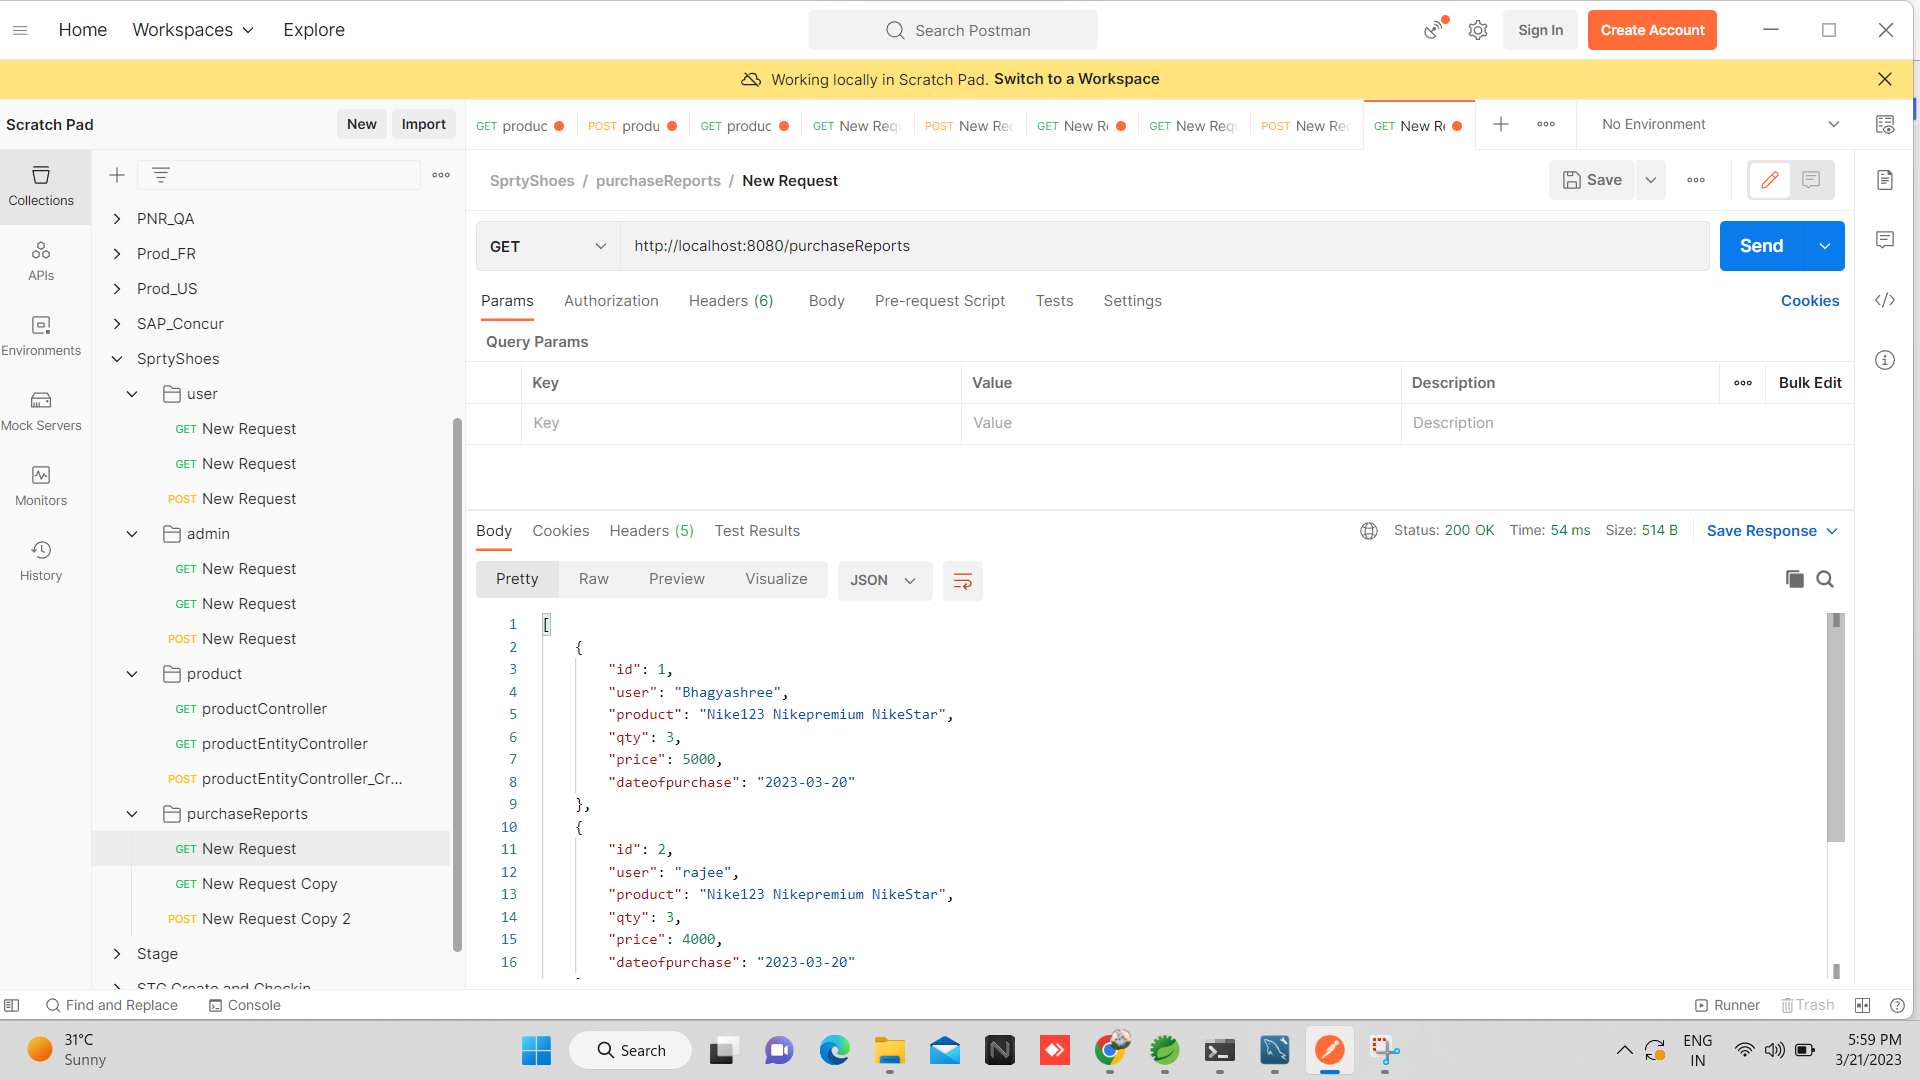 Home Workspaces Explore Search Postman Sign In Create Account
Working locally in Scratch Pad. Switch to a Workspace
Scratch Pad New Import
GET produc POST produ GET produc GET New Req POST New Rec GET New R GET New Req POST New Rec GET New R No Environment
SprtyShoes / purchaseReports / New Request Save
GET http://localhost:8080/purchaseReports Send
Params Authorization Headers (6) Body Pre-request Script Tests Settings Cookies
Query Params
Key Value Description Bulk Edit
Key Value Description
Collections
APIs
Environments
Mock Servers
Monitors
History
PNR_QA
Prod_FR
Prod_US
SAP_Concur
SprtyShoes
user
GET New Request
GET New Request
POST New Request
admin
GET New Request
GET New Request
POST New Request
product
GET productController
GET productEntityController
POST productEntityController_Cr...
purchaseReports
GET New Request
GET New Request Copy
POST New Request Copy 2
Stage
STG Create and Checkin
Body Cookies Headers (5) Test Results Status: 200 OK Time: 54 ms Size: 514 B Save Response
Pretty Raw Preview Visualize JSON
1 [
2 {
3 "id": 1,
4 "user": "Bhagyashree",
5 "product": "Nike123 Nikepremium NikeStar",
6 "qty": 3,
7 "price": 5000,
8 "dateofpurchase": "2023-03-20"
9 },
10 {
11 "id": 2,
12 "user": "rajee",
13 "product": "Nike123 Nikepremium NikeStar",
14 "qty": 3,
15 "price": 4000,
16 "dateofpurchase": "2023-03-20"
Find and Replace Console Runner Trash
31°C
Sunny
Search
ENG
IN
5:59 PM
3/21/2023